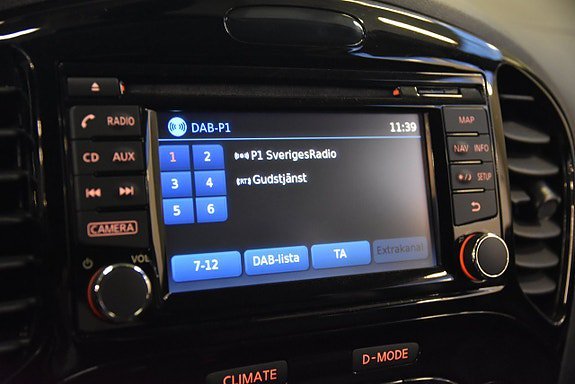 RADIO
CD AUX
CAMERA
VOL
DAB-P1 11:39
1 2
3 4
5 6
P1 SverigesRadio
(RT) Gudstjänst
7-12 DAB-lista TA Extrakanal
MAP
NAV INFO
SETUP
CLIMATE D-MODE